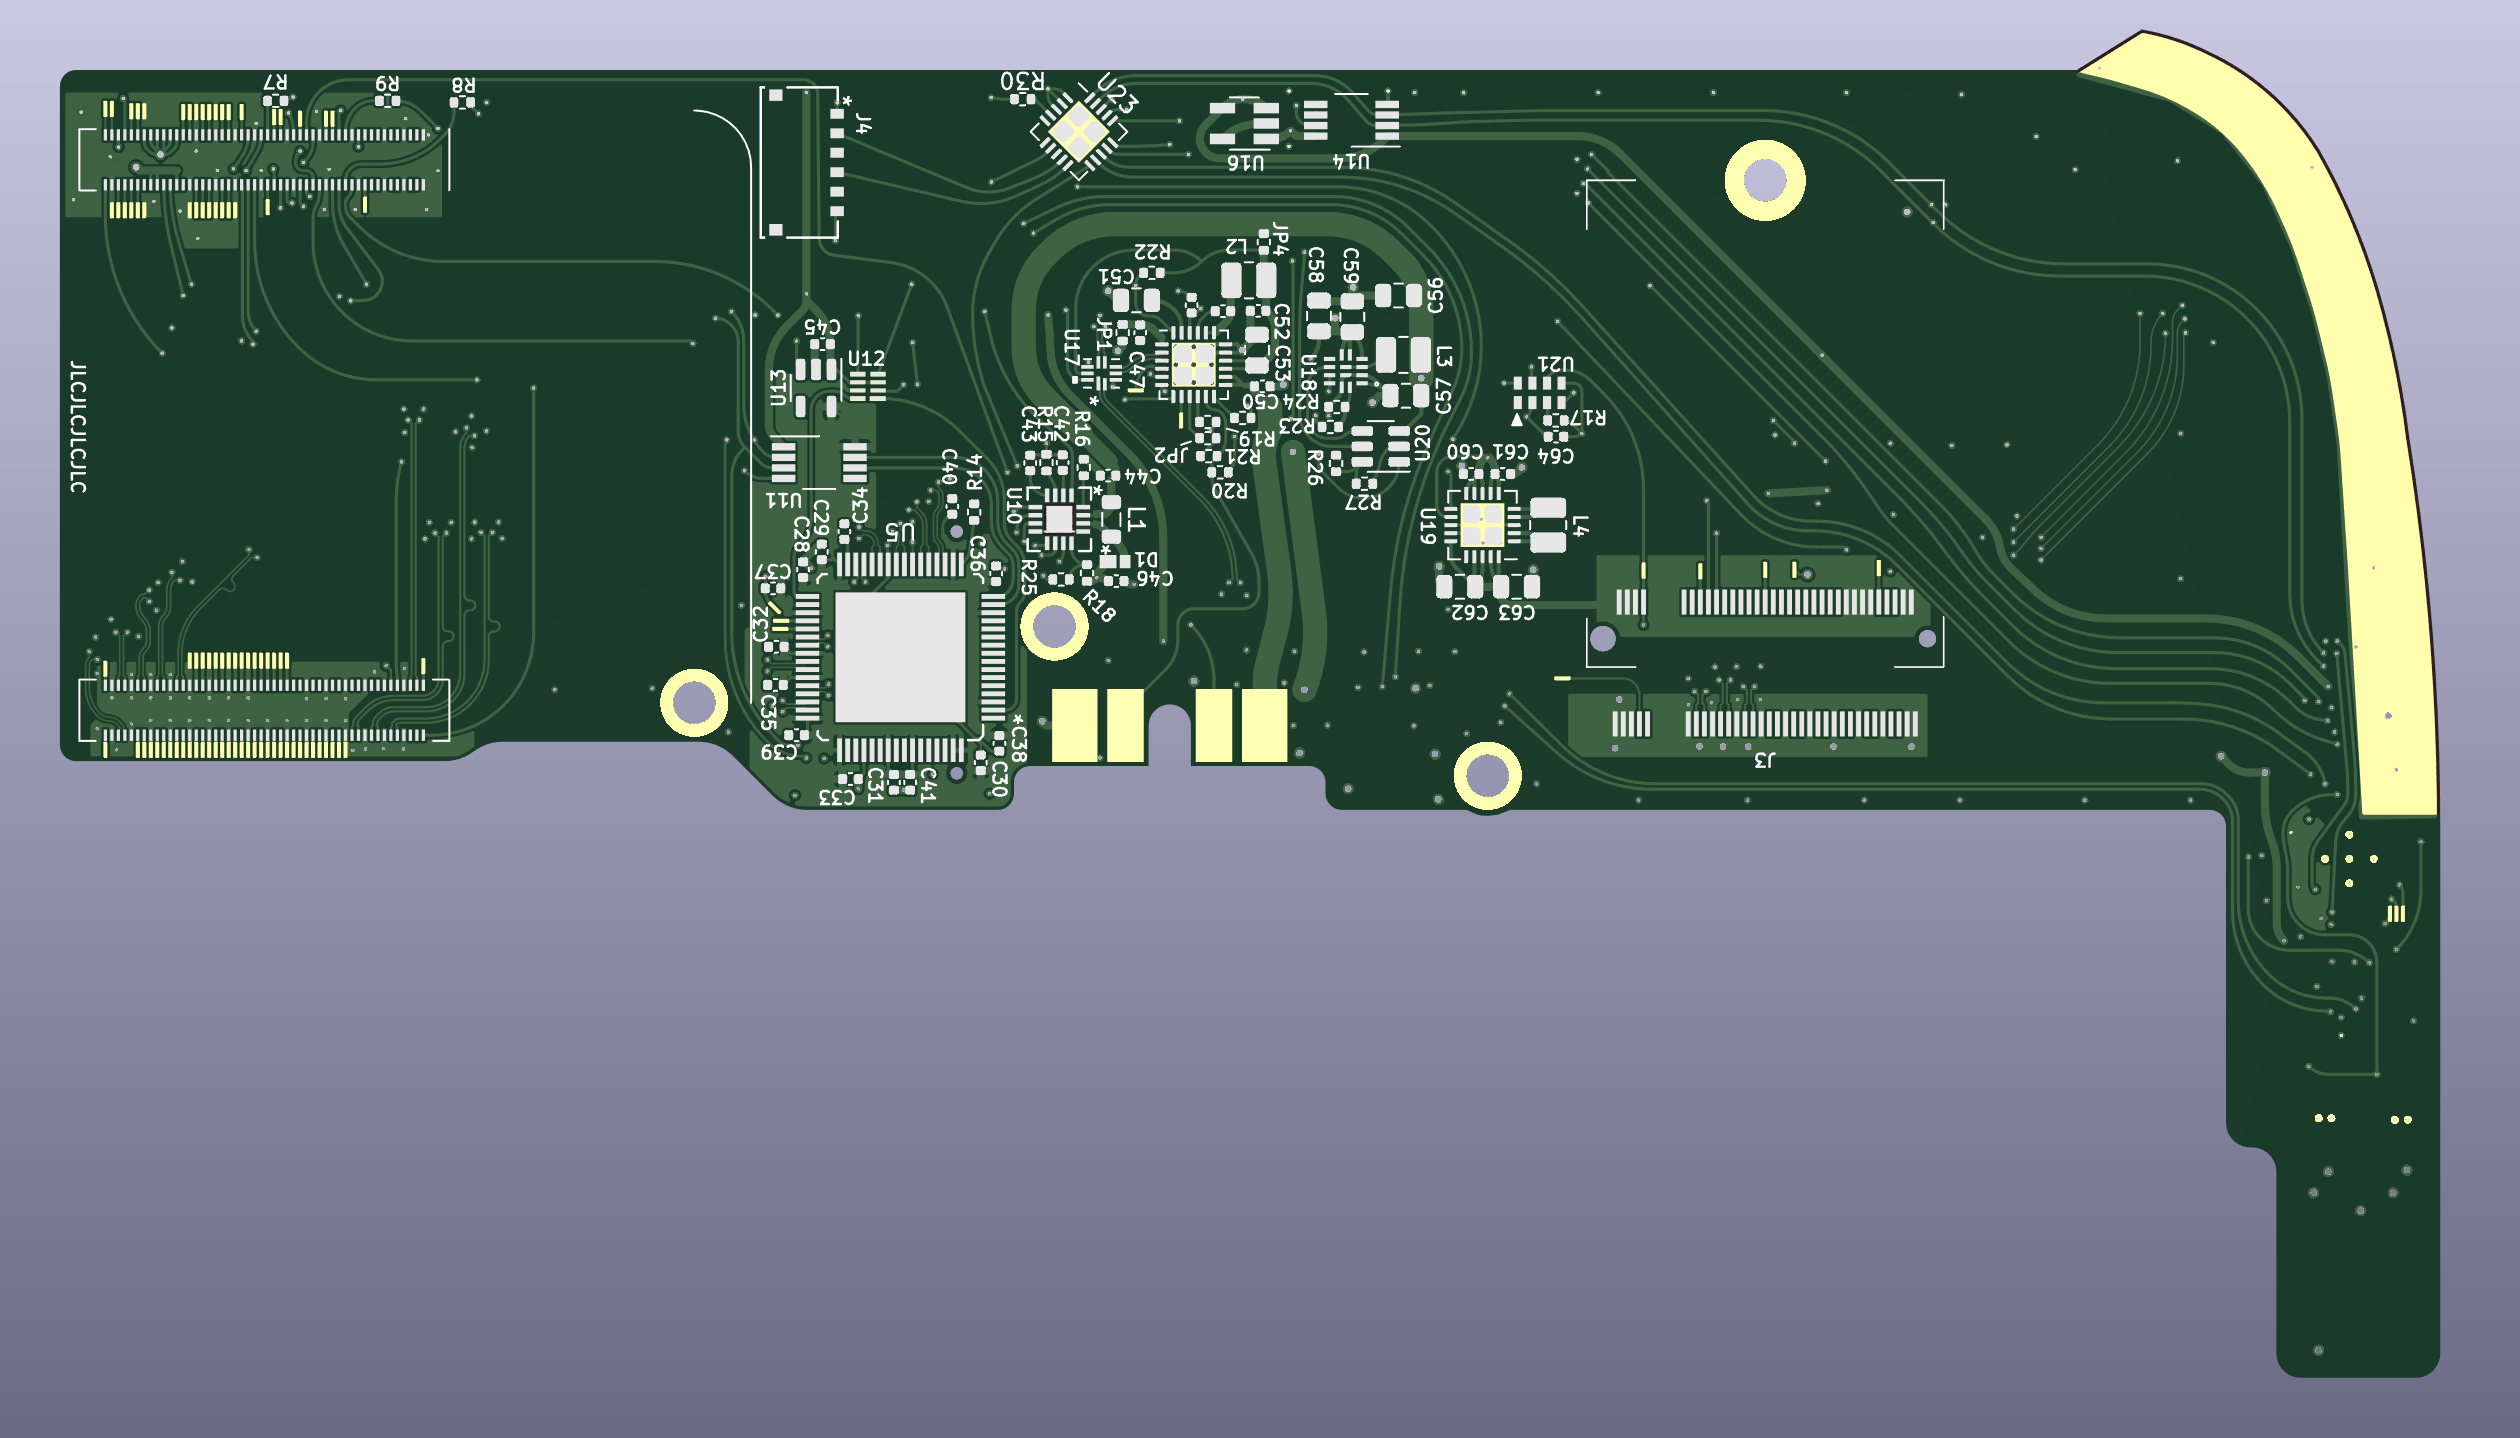 R7
R9
R8
*
J4
R30
U23
U16
U14
R22
L2
JP4
C51
C58
C59
C56
C45
U12
U13
U17
JP1
C47
*
C52
C53
C50
U18
R24
R23
L3
C57
U21
R17
C64
JLCJLCJLCJLC
C43
R15
C42
R16
R19
JP2
R21
R20
C44
R26
U20
R27
C60
C61
U11
C29
C28
C34
U5
C40
R14
C36
U10
*
L1
*
D1
C46
R25
R18
U19
L4
C62
C63
C37
C32
C35
C39
C33
C31
C41
*
C38
C30
J3